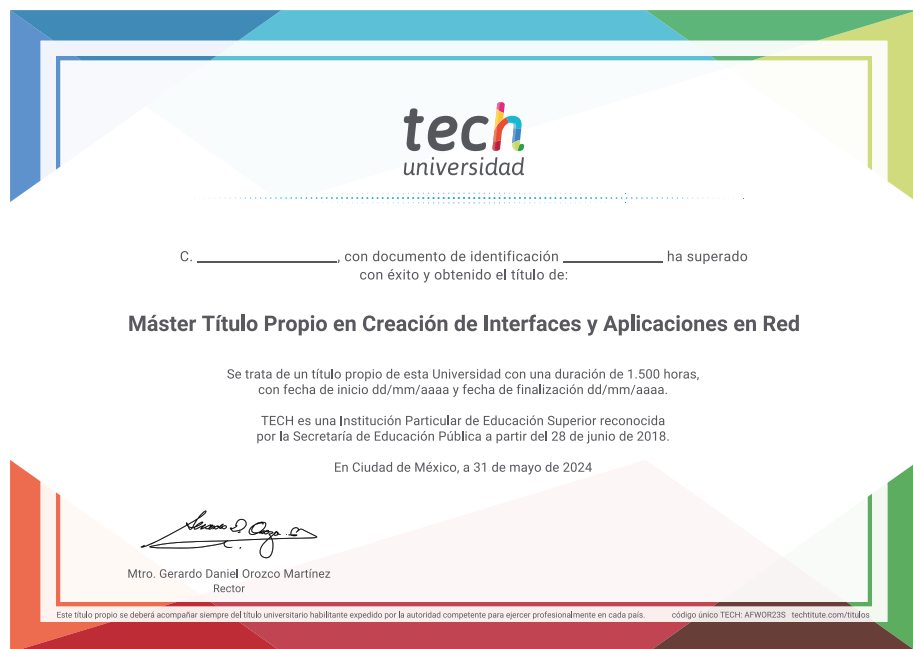 tech
universidad
C. ________________, con documento de identificación ____________ ha superado
con éxito y obtenido el título de:
Máster Título Propio en Creación de Interfaces y Aplicaciones en Red
Se trata de un título propio de esta Universidad con una duración de 1.500 horas,
con fecha de inicio dd/mm/aaaa y fecha de finalización dd/mm/aaaa.
TECH es una Institución Particular de Educación Superior reconocida
por la Secretaría de Educación Pública a partir del 28 de junio de 2018.
En Ciudad de México, a 31 de mayo de 2024
Mtro. Gerardo Daniel Orozco Martínez
Rector
Este título propio se deberá acompañar siempre del título universitario habilitante expedido por la autoridad competente para ejercer profesionalmente en cada país. código único TECH: AFWOR23S techtitute.com/titulos